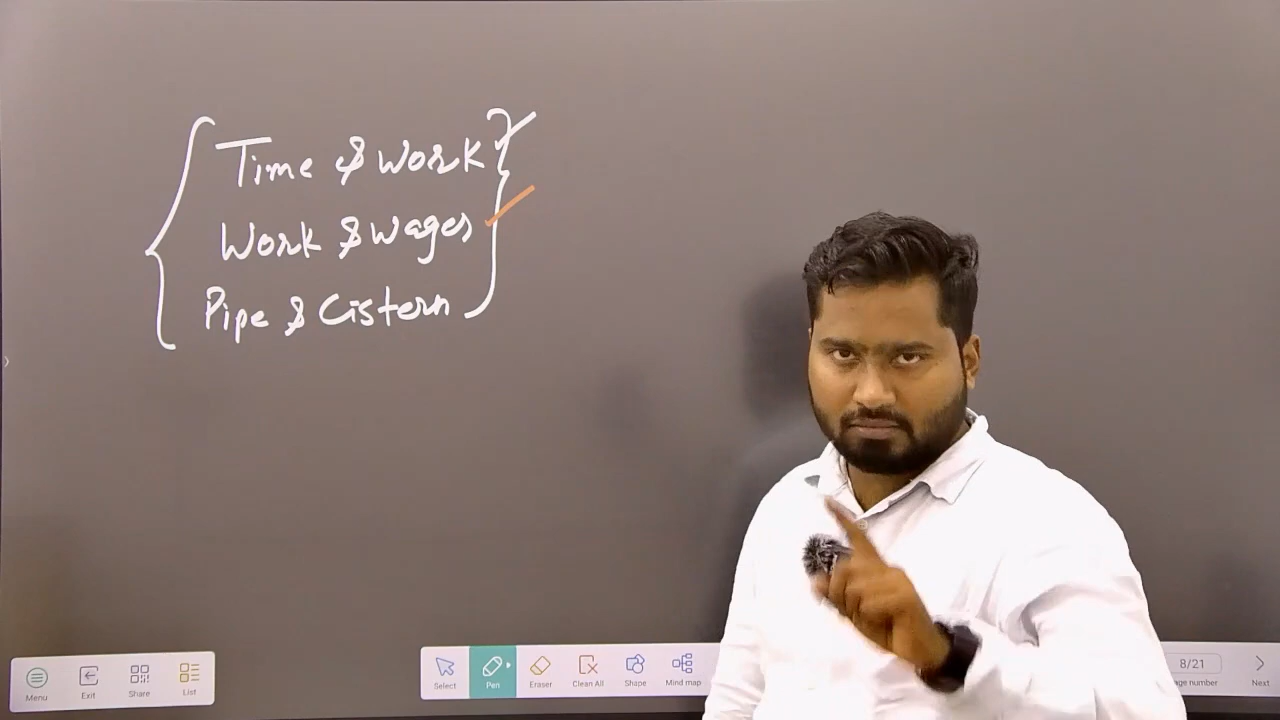 Time & Work
Work & Wages
Pipe & Cistern
Menu
Exit
Share
List
Select
Pen
Eraser
Clean All
Shape
Mind map
8/21
Next